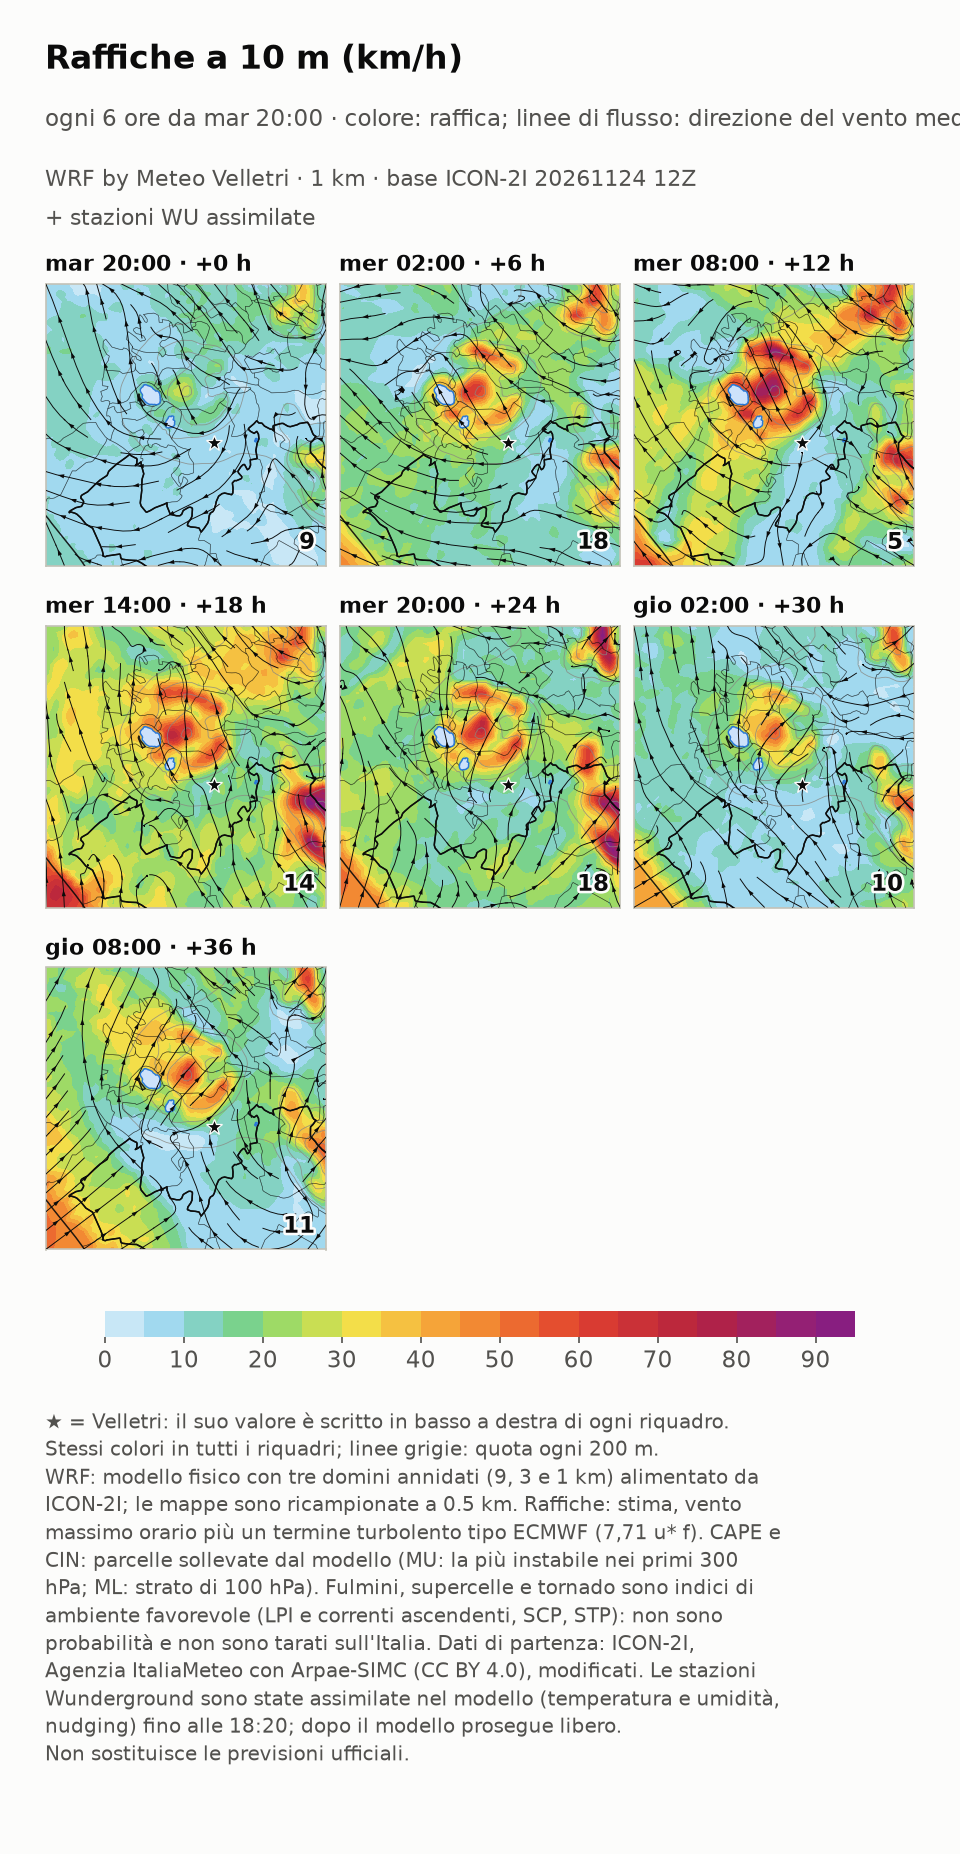 Raffiche a 10 m (km/h)
ogni 6 ore da mar 20:00 · colore: raffica; linee di flusso: direzione del vento med
WRF by Meteo Velletri · 1 km · base ICON-2I 20261124 12Z
+ stazioni WU assimilate
mar 20:00 · +0 h
mer 02:00 · +6 h
mer 08:00 · +12 h
9
18
5
mer 14:00 · +18 h
mer 20:00 · +24 h
gio 02:00 · +30 h
14
18
10
gio 08:00 · +36 h
11
0 10 20 30 40 50 60 70 80 90
★ = Velletri: il suo valore è scritto in basso a destra di ogni riquadro.
Stessi colori in tutti i riquadri; linee grigie: quota ogni 200 m.
WRF: modello fisico con tre domini annidati (9, 3 e 1 km) alimentato da
ICON-2I; le mappe sono ricampionate a 0.5 km. Raffiche: stima, vento
massimo orario più un termine turbolento tipo ECMWF (7,71 u* f). CAPE e
CIN: parcelle sollevate dal modello (MU: la più instabile nei primi 300
hPa; ML: strato di 100 hPa). Fulmini, supercelle e tornado sono indici di
ambiente favorevole (LPI e correnti ascendenti, SCP, STP): non sono
probabilità e non sono tarati sull'Italia. Dati di partenza: ICON-2I,
Agenzia ItaliaMeteo con Arpae-SIMC (CC BY 4.0), modificati. Le stazioni
Wunderground sono state assimilate nel modello (temperatura e umidità,
nudging) fino alle 18:20; dopo il modello prosegue libero.
Non sostituisce le previsioni ufficiali.